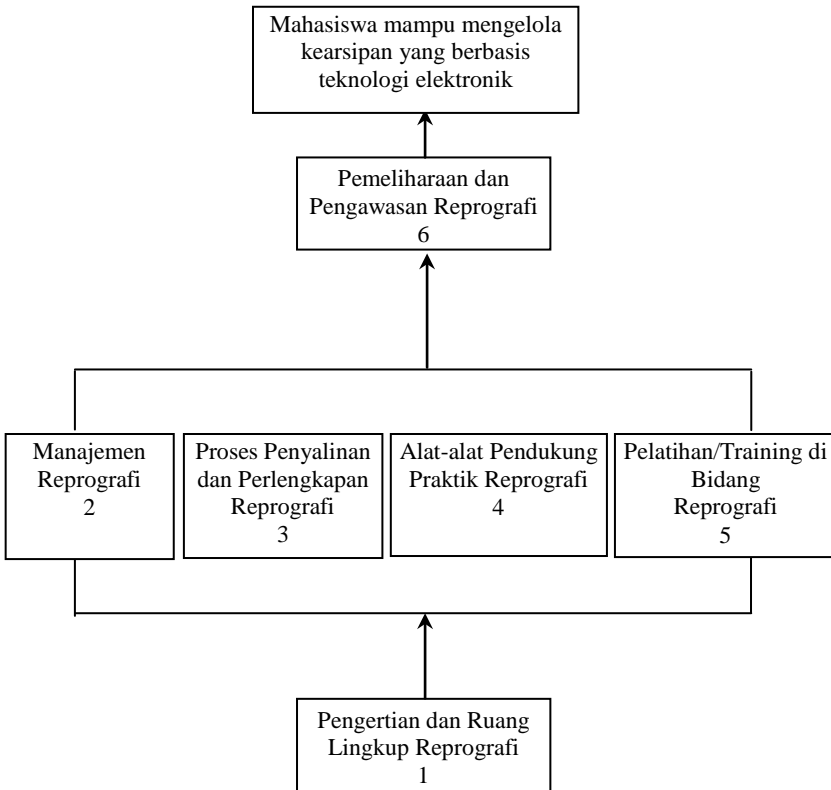 Mahasiswa mampu mengelola
kearsipan yang berbasis
teknologi elektronik
Pemeliharaan dan
Pengawasan Reprografi
6
Manajemen
Reprografi
2
Proses Penyalinan
dan Perlengkapan
Reprografi
3
Alat-alat Pendukung
Praktik Reprografi
4
Pelatihan/Training di
Bidang
Reprografi
5
Pengertian dan Ruang
Lingkup Reprografi
1